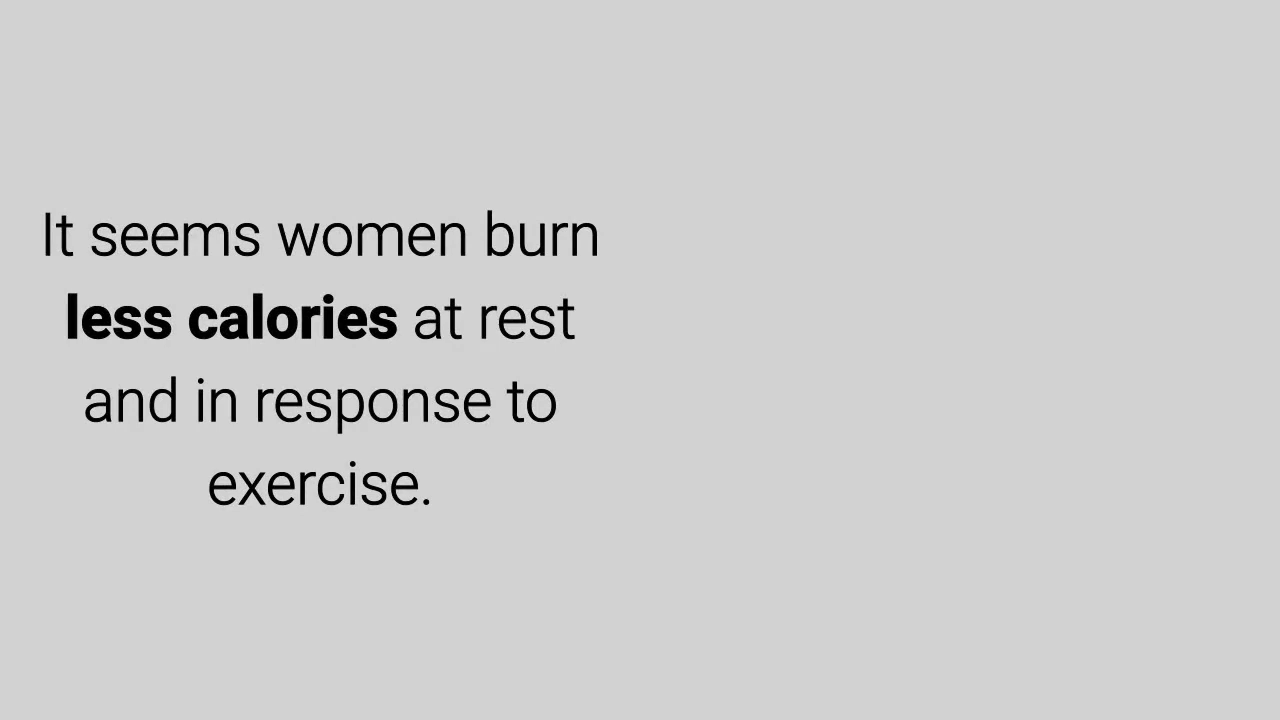 It seems women burn
less calories at rest
and in response to
exercise.